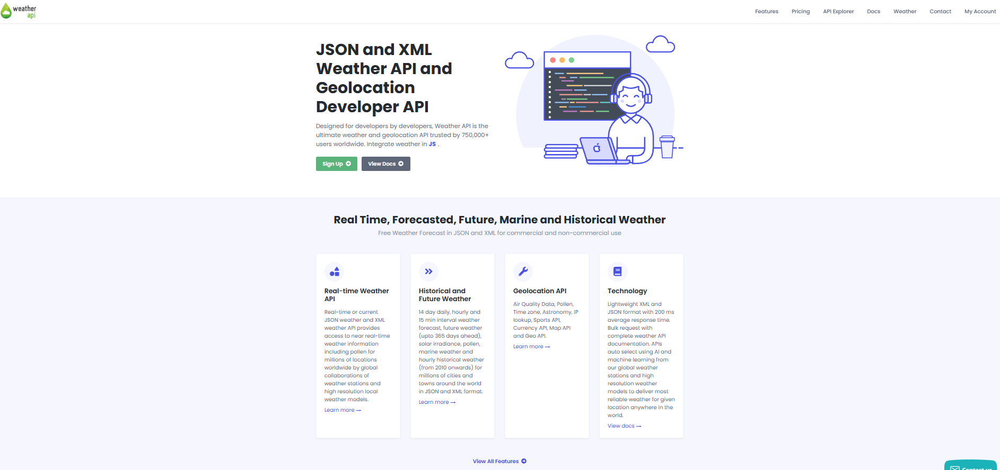 weather
api
Features Pricing API Explorer Docs Weather Contact My Account
JSON and XML
Weather API and
Geolocation
Developer API
Designed for developers by developers, Weather API is the
ultimate weather and geolocation API trusted by 750,000+
users worldwide. Integrate weather in JS .
Sign Up
View Docs
Real Time, Forecasted, Future, Marine and Historical Weather
Free Weather Forecast in JSON and XML for commercial and non-commercial use
Real-time Weather
API
Real-time or current
JSON weather and XML
weather API provides
access to near real-time
weather information
including pollen for
millions of locations
worldwide by global
collaborations of
weather stations and
high resolution local
weather models.
Learn more →
Historical and
Future Weather
14 day daily, hourly and
15 min interval weather
forecast, future weather
(upto 365 days ahead),
solar irradiance, pollen,
marine weather and
hourly historical weather
(from 2010 onwards) for
millions of cities and
towns around the world
in JSON and XML format.
Learn more →
Geolocation API
Air Quality Data, Pollen,
Time zone, Astronomy, IP
lookup, Sports API,
Currency API, Map API
and Geo API.
Learn more →
Technology
Lightweight XML and
JSON format with 200 ms
average response time.
Bulk request with
complete weather API
documentation. APIs
auto select using AI and
machine learning from
our global weather
stations and high
resolution weather
models to deliver most
reliable weather for given
location anywhere in the
world.
View docs →
View All Features
Contact us